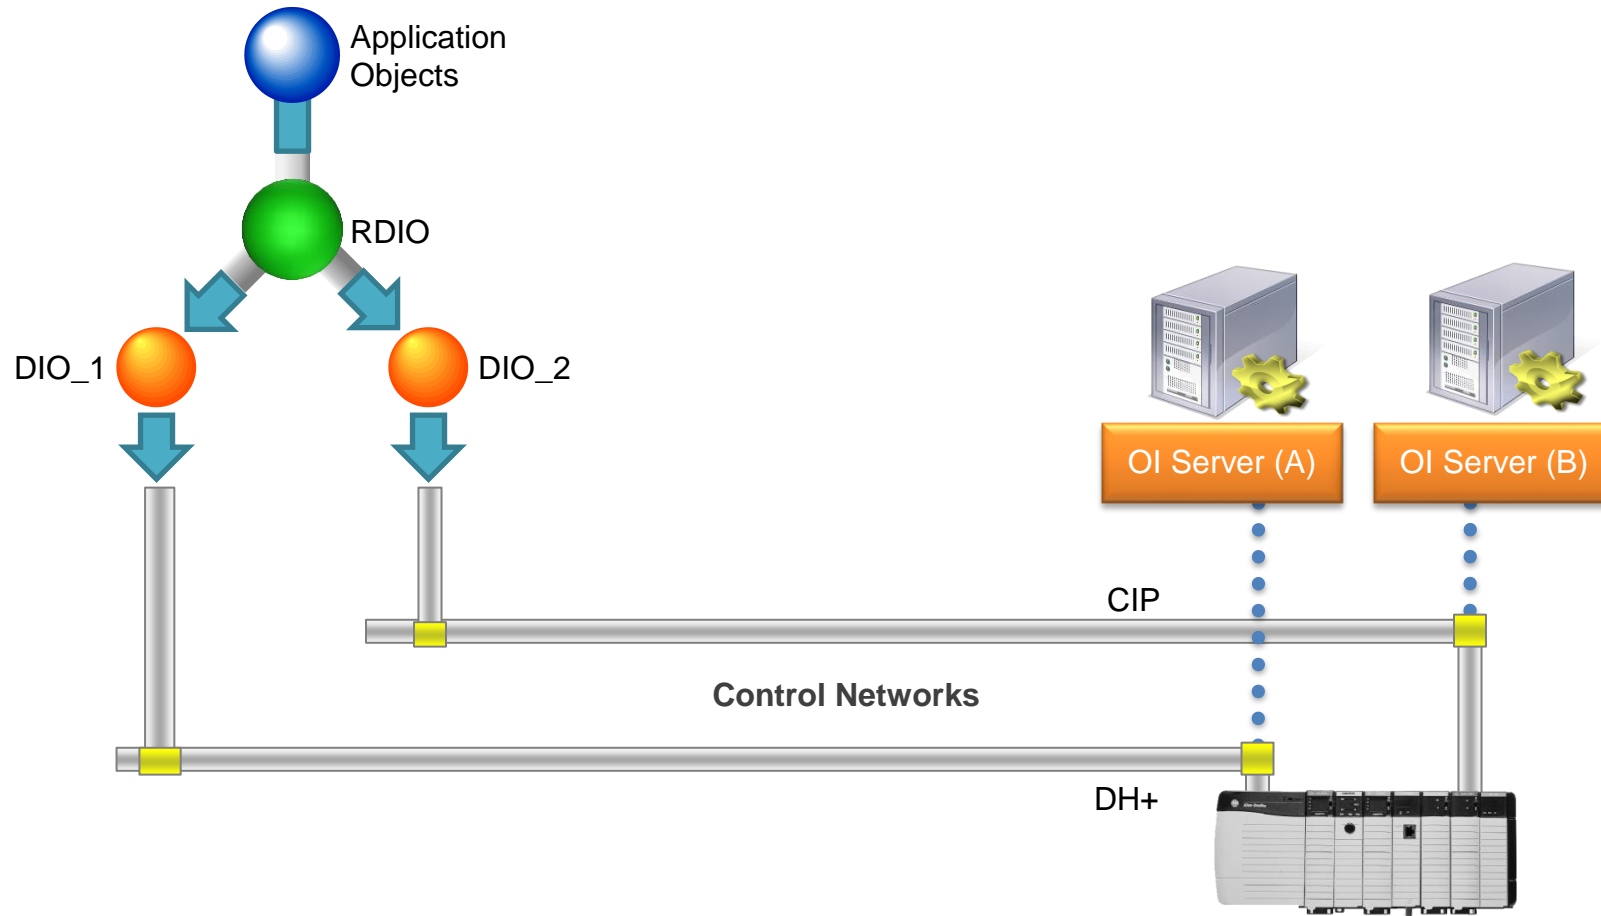 Application
Objects
RDIO
DIO_1
DIO_2
OI Server (A)
OI Server (B)
CIP
Control Networks
DH+